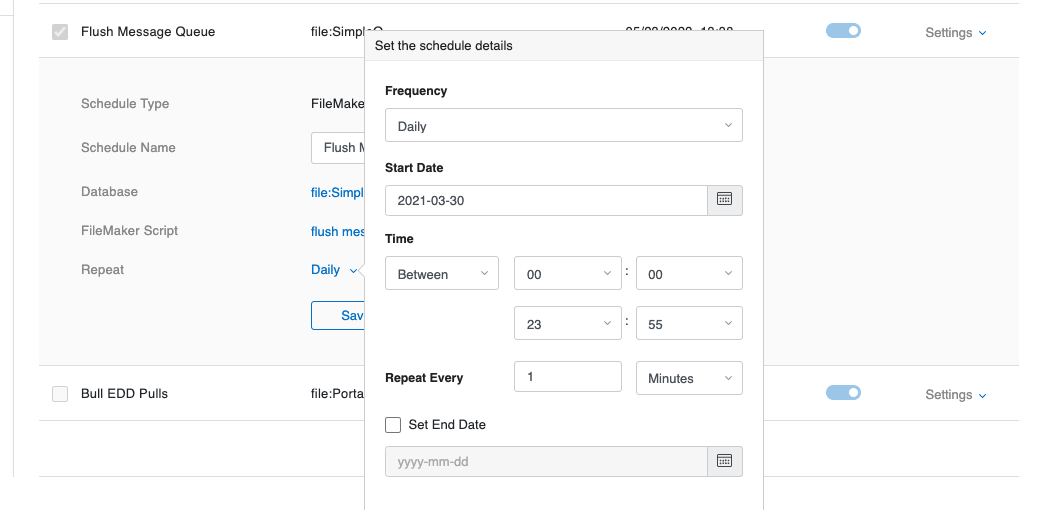 Flush Message Queue file:SimpleQ Settings
Set the schedule details
Frequency
Schedule Type FileMake
Daily
Schedule Name Flush M
Start Date
Database file:Simpl
2021-03-30
FileMaker Script flush mes
Time
Repeat Daily
Between 00 : 00
23 : 55
Sav
Repeat Every 1 Minutes
Bull EDD Pulls file:Porta Settings
Set End Date
yyyy-mm-dd